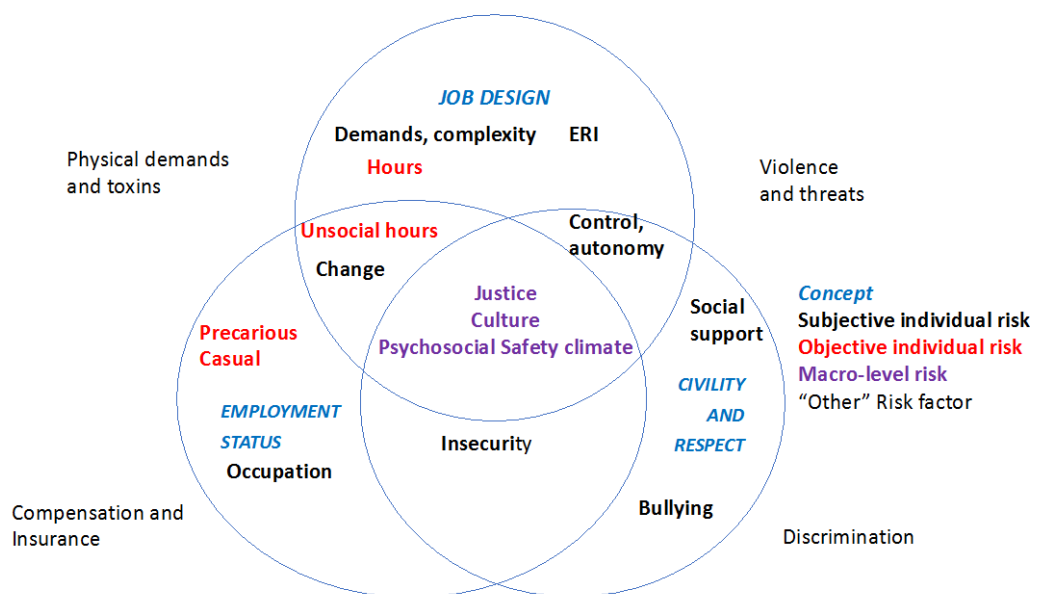 JOB DESIGN
Demands, complexity
ERI
Hours
Physical demands
and toxins
Violence
and threats
Unsocial hours
Change
Control,
autonomy
Justice
Culture
Psychosocial Safety climate
Social
support
Precarious
Casual
EMPLOYMENT
STATUS
Occupation
Insecurity
CIVILITY
AND
RESPECT
Bullying
Concept
Subjective individual risk
Objective individual risk
Macro-level risk
“Other” Risk factor
Compensation and
Insurance
Discrimination